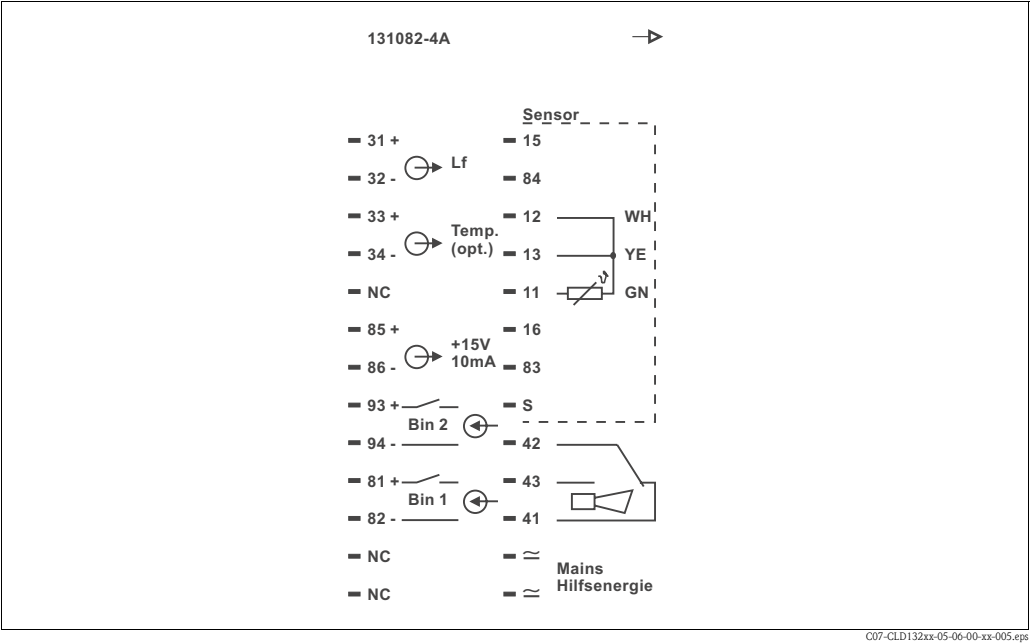 131082-4A
Sensor
31 +
32 -
Lf
33 +
34 -
Temp.
(opt.)
NC
85 +
86 -
+15V
10mA
93 +
Bin 2
94 -
81 +
Bin 1
82 -
NC
NC
15
84
12 WH
13 YE
ϑ
11 GN
16
83
S
42
43
41
≃
≃
Mains
Hilfsenergie
C07-CLD132xx-05-06-00-xx-005.eps